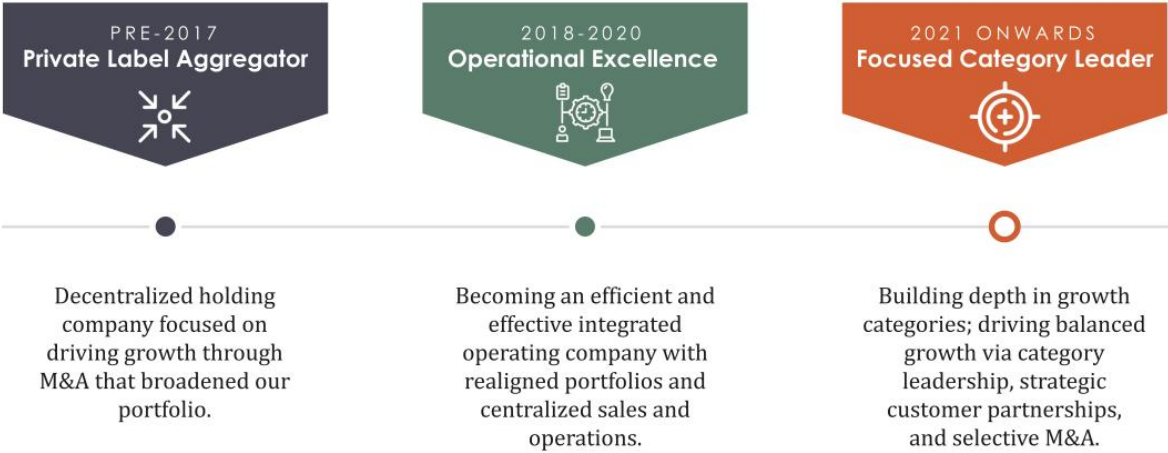 PRE-2017
Private Label Aggregator
Decentralized holding
company focused on
driving growth through
M&A that broadened our
portfolio.
2018-2020
Operational Excellence
Becoming an efficient and
effective integrated
operating company with
realigned portfolios and
centralized sales and
operations.
2021 ONWARDS
Focused Category Leader
Building depth in growth
categories; driving balanced
growth via category
leadership, strategic
customer partnerships,
and selective M&A.